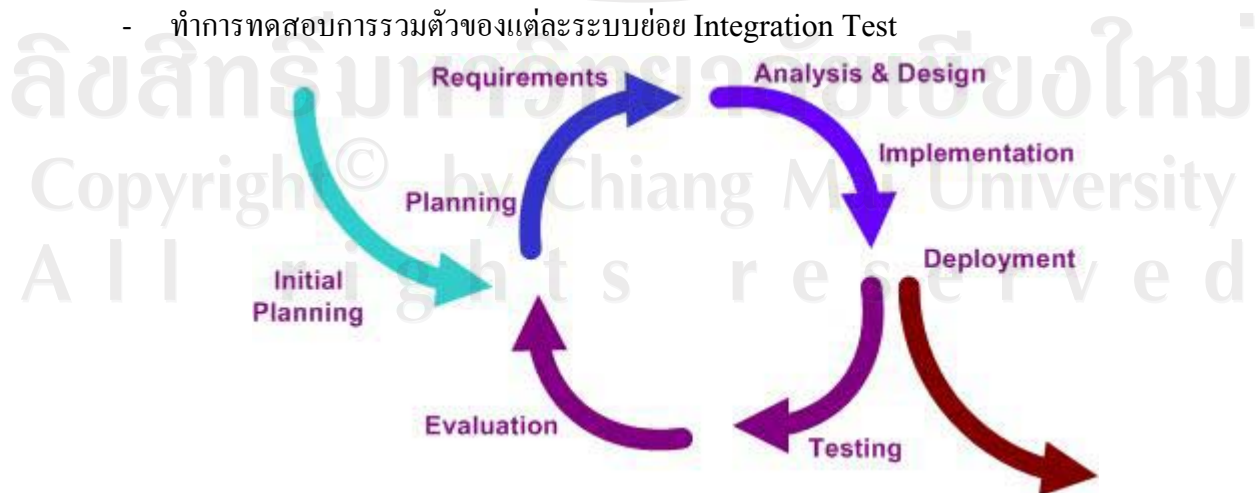 - ทำการทดสอบการรวมตัวของแต่ละระบบย่อย Integration Test
Requirements
Analysis & Design
Implementation
Planning
Deployment
Initial
Planning
Evaluation
Testing
ลิขสิทธิ์มหาวิทยาลัยเชียงใหม่
Copyright© by Chiang Mai University
All rights reserved